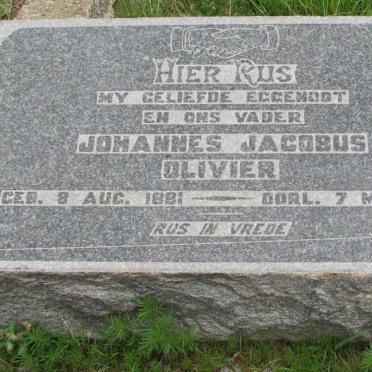 HIER RUS
MY GELIEFDE EGGENOOT
EN ONS VADER
JOHANNES JACOBUS
OLIVIER
GEB. 8 AUG. 1881 — OORL. 7 M
RUS IN VREDE